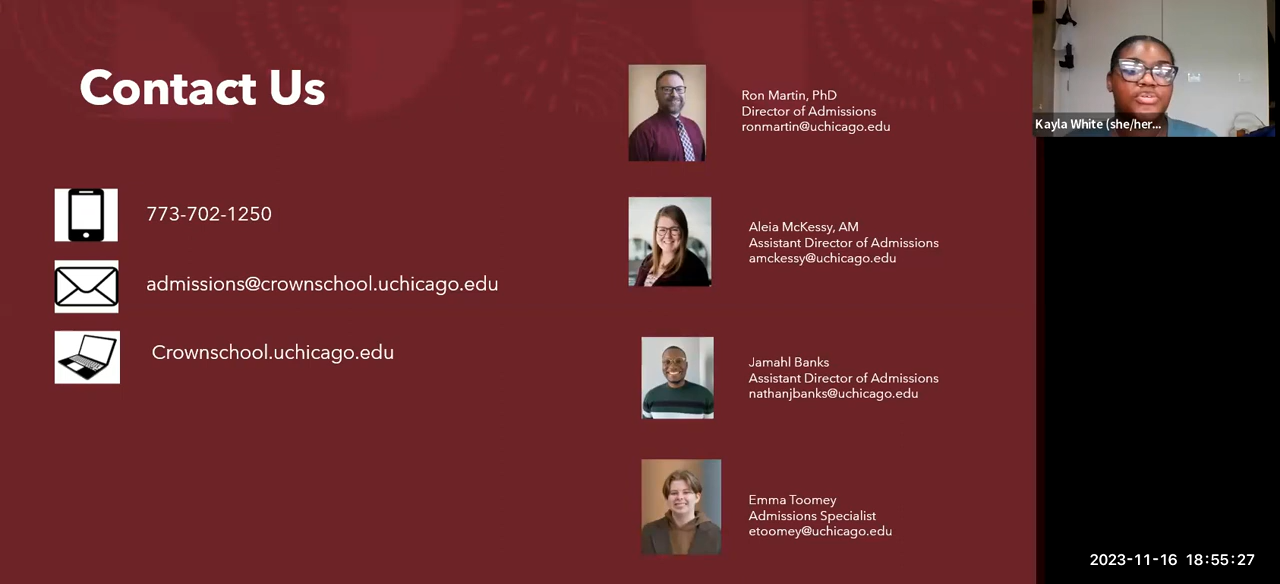 Contact Us
773-702-1250
admissions@crownschool.uchicago.edu
Crownschool.uchicago.edu
Ron Martin, PhD
Director of Admissions
ronmartin@uchicago.edu
Aleia McKessy, AM
Assistant Director of Admissions
amckessy@uchicago.edu
Jamahl Banks
Assistant Director of Admissions
nathanjbanks@uchicago.edu
Emma Toomey
Admissions Specialist
etoomey@uchicago.edu
Kayla White (she/her...
2023-11-16 18:55:27